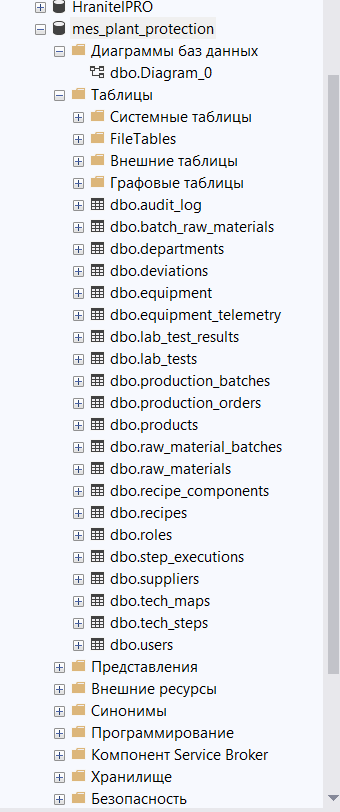 HranitelPRO
mes_plant_protection
Диаграммы баз данных
dbo.Diagram_0
Таблицы
Системные таблицы
FileTables
Внешние таблицы
Графовые таблицы
dbo.audit_log
dbo.batch_raw_materials
dbo.departments
dbo.deviations
dbo.equipment
dbo.equipment_telemetry
dbo.lab_test_results
dbo.lab_tests
dbo.production_batches
dbo.production_orders
dbo.products
dbo.raw_material_batches
dbo.raw_materials
dbo.recipe_components
dbo.recipes
dbo.roles
dbo.step_executions
dbo.suppliers
dbo.tech_maps
dbo.tech_steps
dbo.users
Представления
Внешние ресурсы
Синонимы
Программирование
Компонент Service Broker
Хранилище
Безопасность